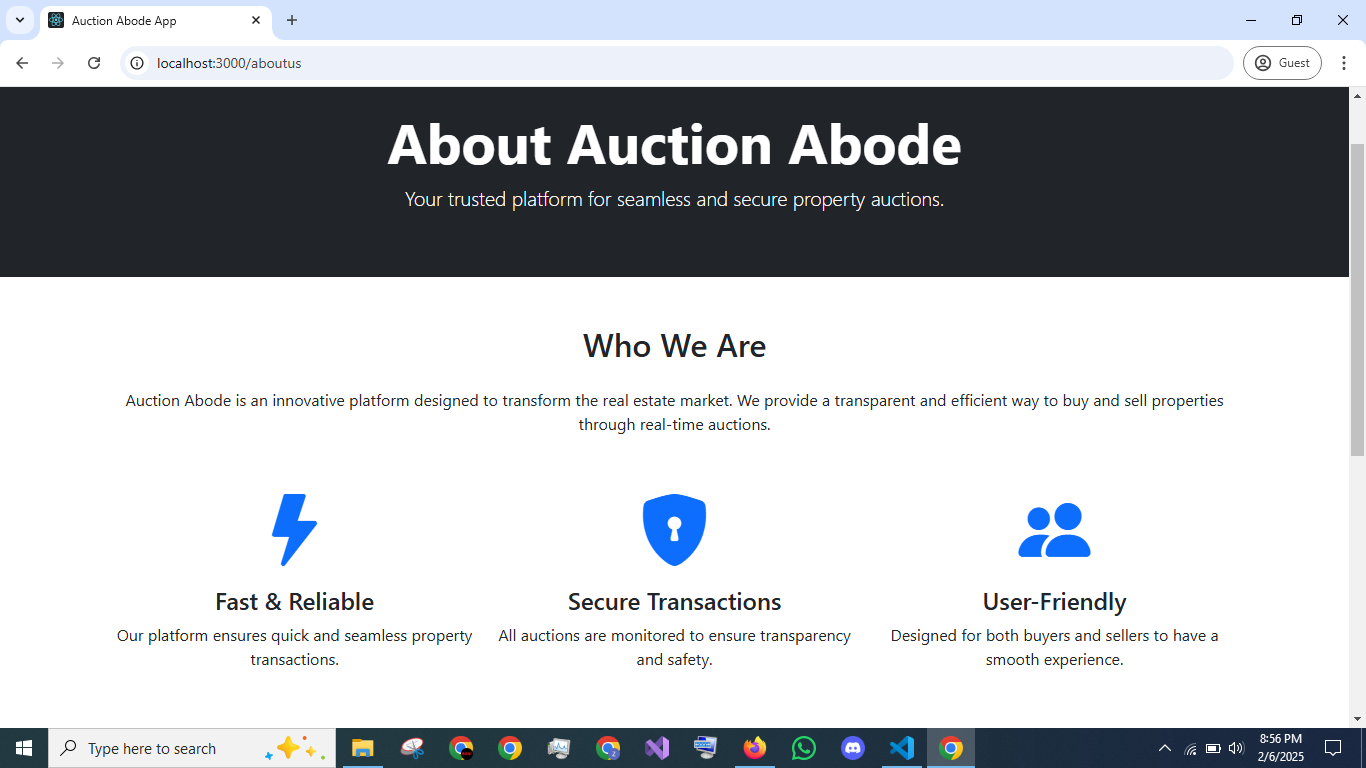 Auction Abode App
localhost:3000/aboutus
Guest
About Auction Abode
Your trusted platform for seamless and secure property auctions.
Who We Are
Auction Abode is an innovative platform designed to transform the real estate market. We provide a transparent and efficient way to buy and sell properties
through real-time auctions.
Fast & Reliable
Our platform ensures quick and seamless property
transactions.
Secure Transactions
All auctions are monitored to ensure transparency
and safety.
User-Friendly
Designed for both buyers and sellers to have a
smooth experience.
Type here to search
8:56 PM
2/6/2025